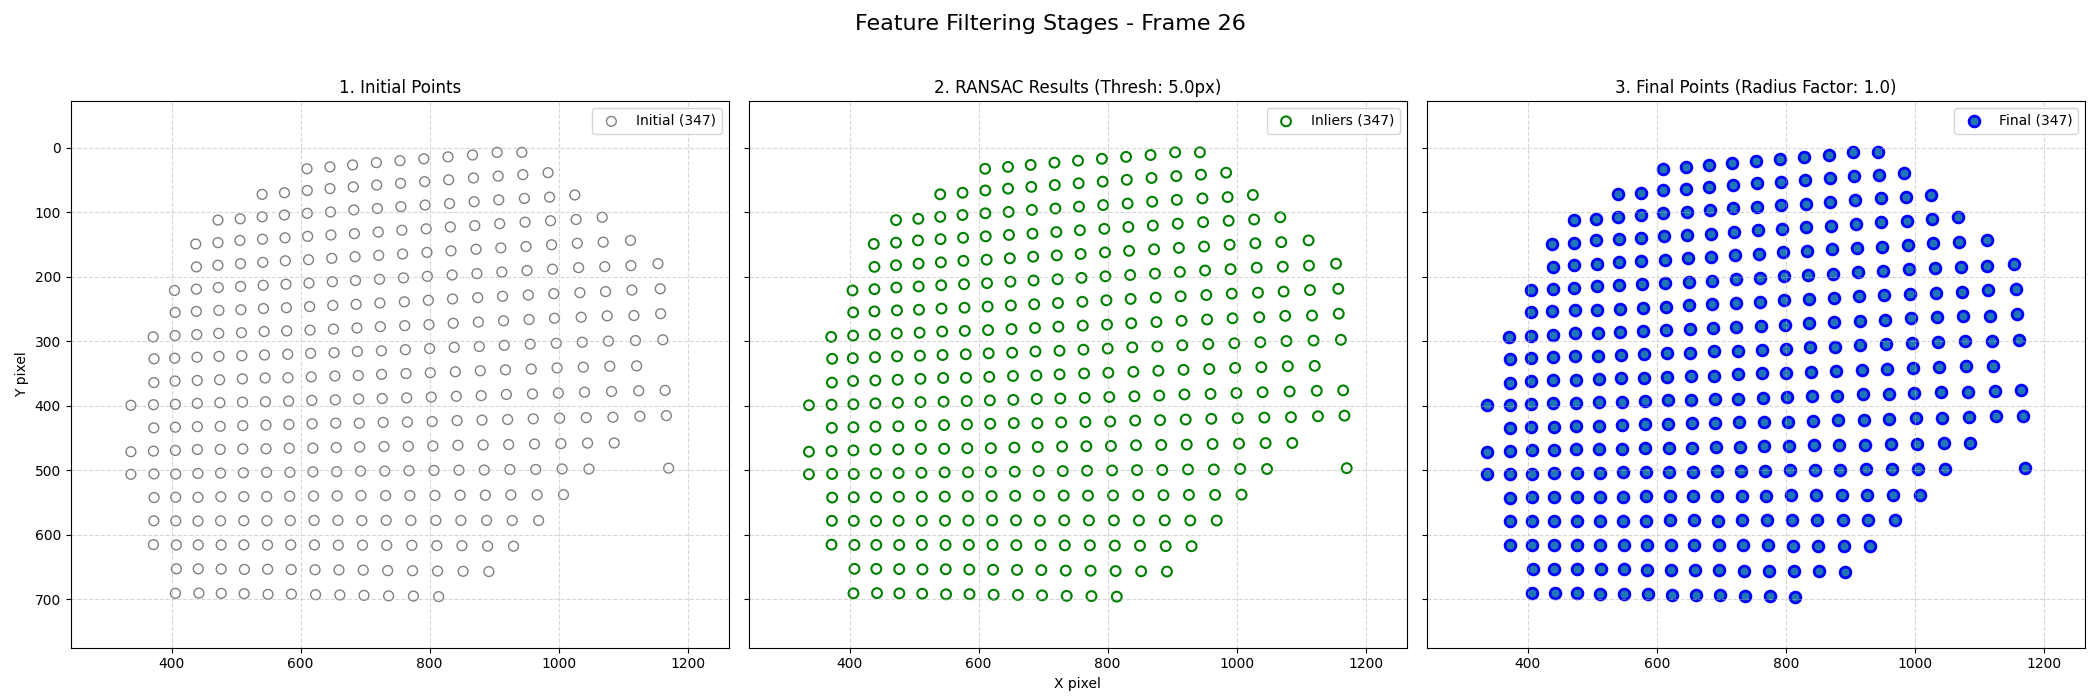 Feature Filtering Stages - Frame 26
1. Initial Points
Initial (347)
0
100
200
300
400
500
600
700
Y pixel
400 600 800 1000 1200
2. RANSAC Results (Thresh: 5.0px)
Inliers (347)
400 600 800 1000 1200
X pixel
3. Final Points (Radius Factor: 1.0)
Final (347)
400 600 800 1000 1200